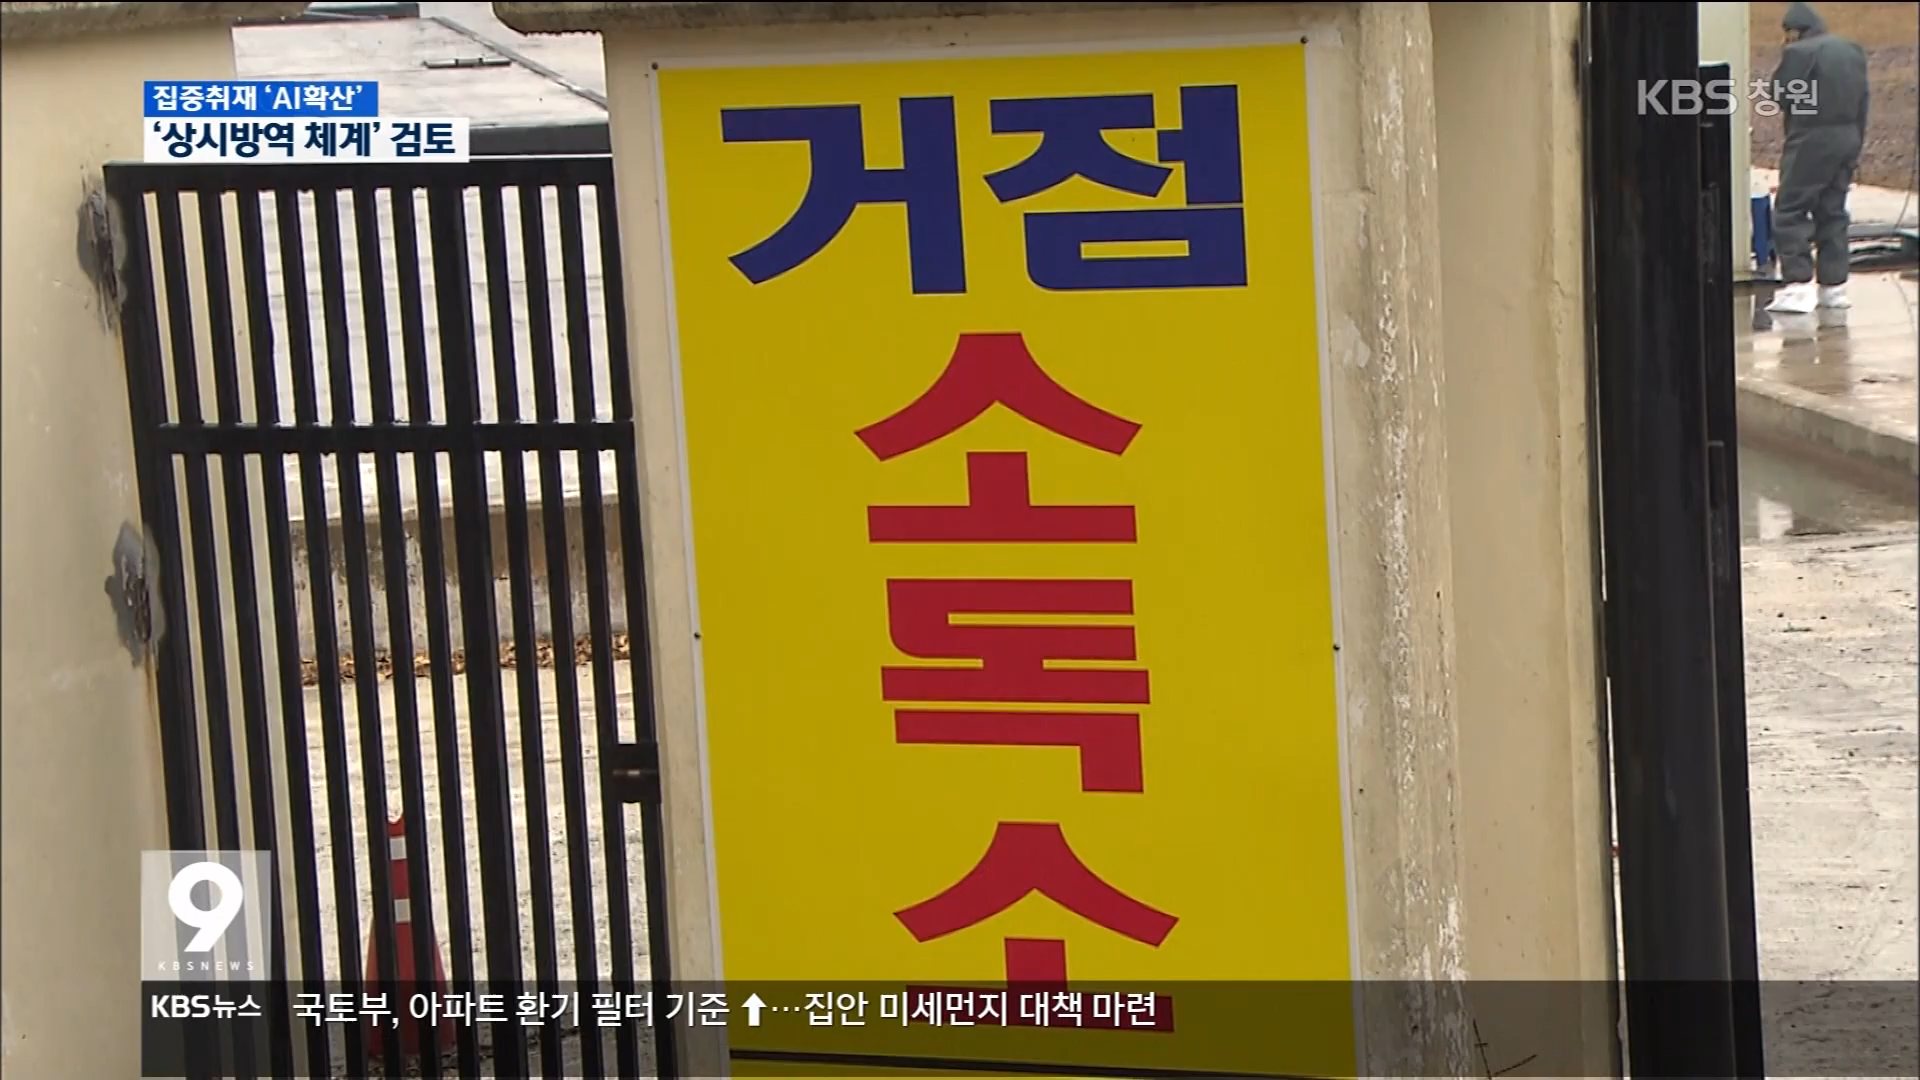 집중취재 ‘AI확산’
‘상시방역 체계’ 검토
KBS 창원
거점
소
독
소
9
KBSNEWS
KBS뉴스 국토부, 아파트 환기 필터 기준 ⬆…집안 미세먼지 대책 마련